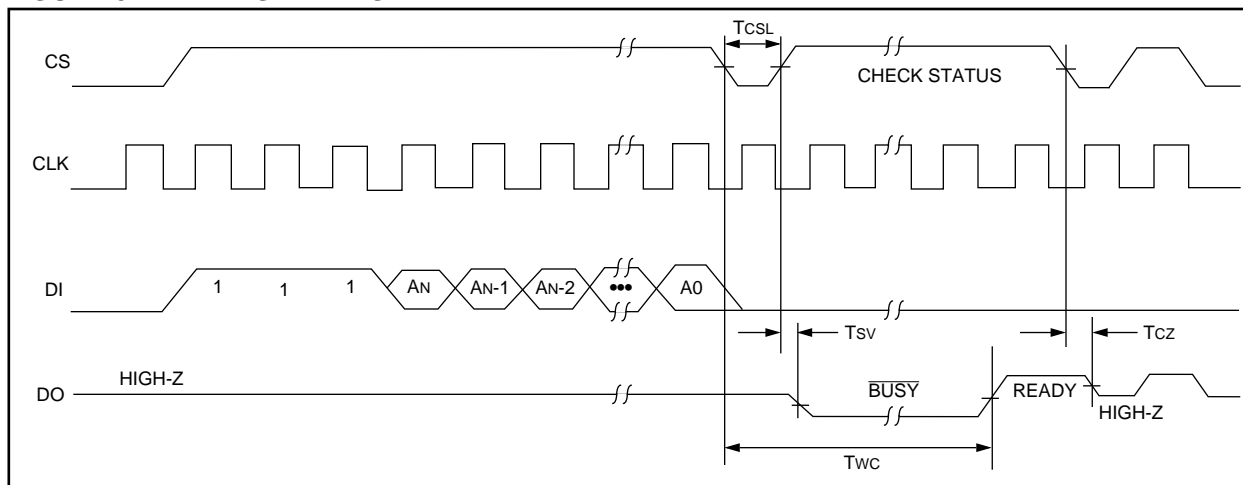 CS
TCSL
CHECK STATUS
CLK
DI
1 1 1 AN AN-1 AN-2 ••• A0
TSV
TCZ
DO
HIGH-Z
BUSY
READY
HIGH-Z
TWC